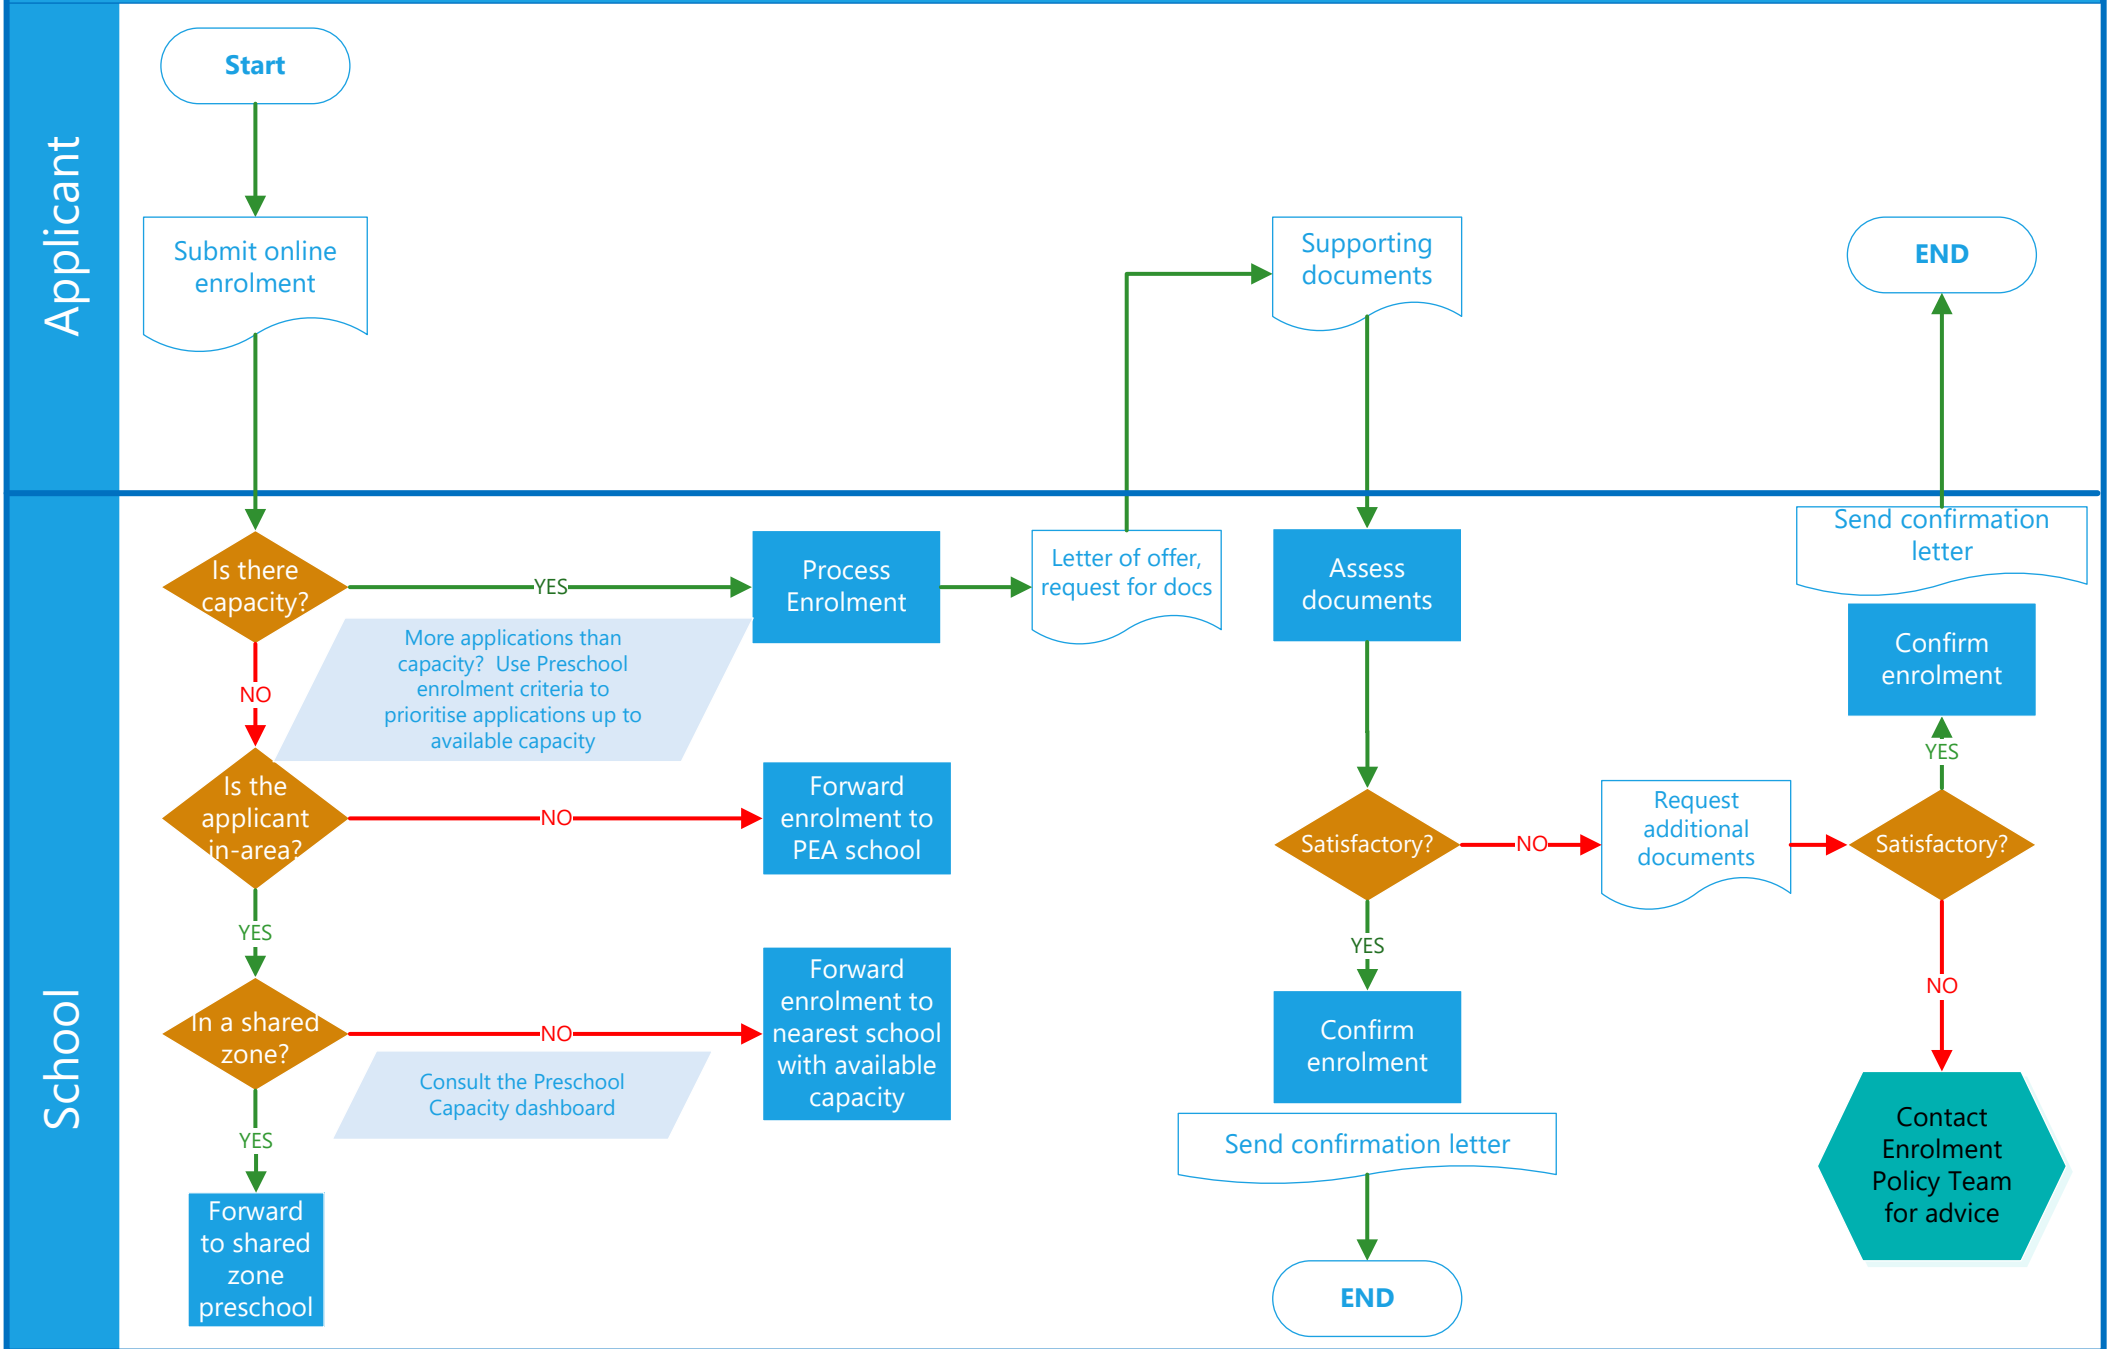 Applicant
Start
Submit online
enrolment
Supporting
documents
END
School
Is there
capacity?
YES
Process
Enrolment
Letter of offer,
request for docs
More applications than
capacity?  Use Preschool
enrolment criteria to
prioritise applications up to
available capacity
NO
Is the
applicant
in-area?
NO
Forward
enrolment to
PEA school
YES
In a shared
zone?
NO
Forward
enrolment to
nearest school
with available
capacity
Consult the Preschool
Capacity dashboard
YES
Forward
to shared
zone
preschool
Assess
documents
Satisfactory?
NO
Request
additional
documents
YES
Confirm
enrolment
Send confirmation letter
END
Satisfactory?
YES
Confirm
enrolment
Send confirmation
letter
NO
Contact
Enrolment
Policy Team
for advice